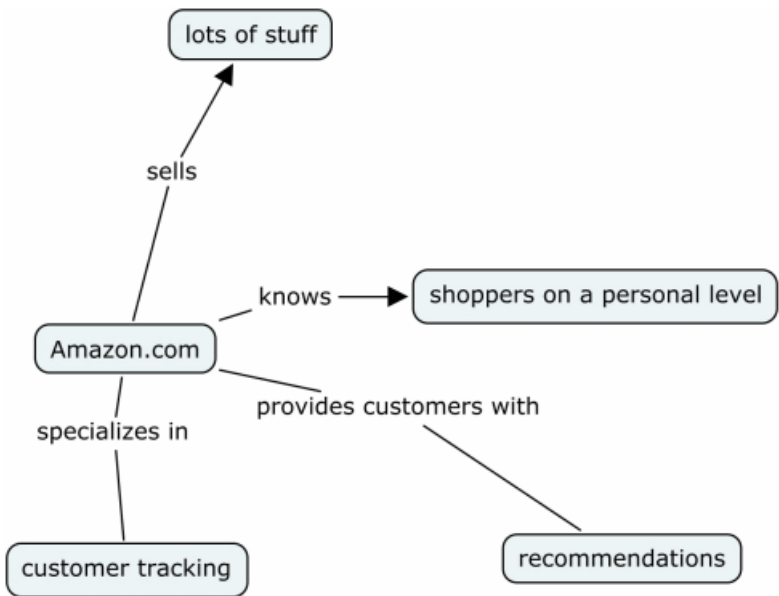 lots of stuff
sells
knows
shoppers on a personal level
Amazon.com
provides customers with
specializes in
recommendations
customer tracking